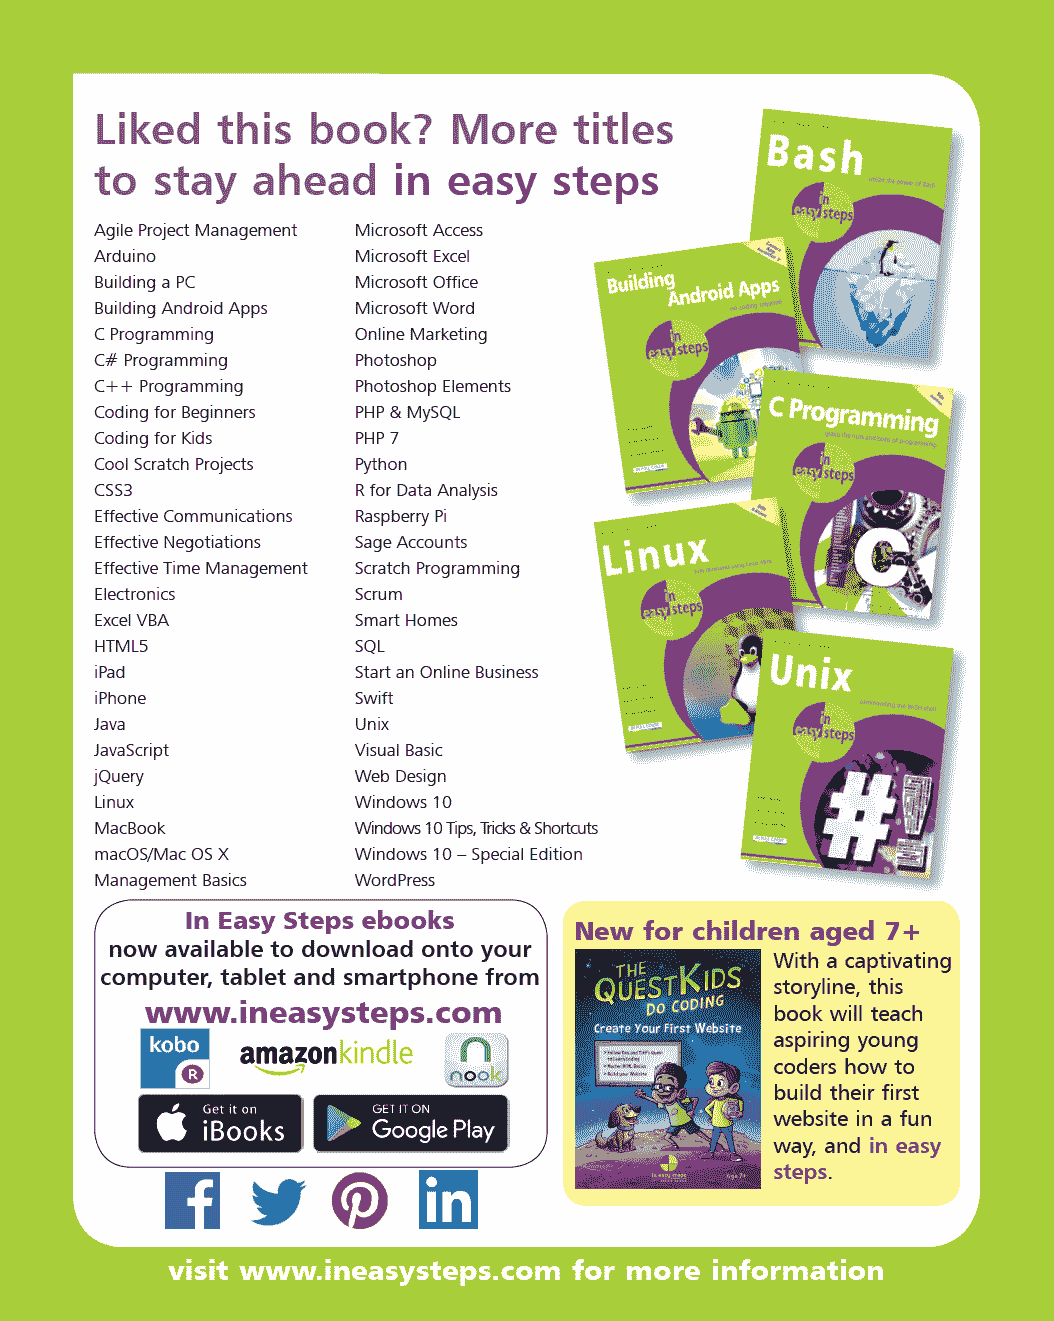 Liked this book? More titles
to stay ahead in easy steps
Agile Project Management
Arduino
Building a PC
Building Android Apps
C Programming
C# Programming
C++ Programming
Coding for Beginners
Coding for Kids
Cool Scratch Projects
CSS3
Effective Communications
Effective Negotiations
Effective Time Management
Electronics
Excel VBA
HTML5
iPad
iPhone
Java
JavaScript
jQuery
Linux
MacBook
macOS/Mac OS X
Management Basics
Microsoft Access
Microsoft Excel
Microsoft Office
Microsoft Word
Online Marketing
Photoshop
Photoshop Elements
PHP & MySQL
PHP 7
Python
R for Data Analysis
Raspberry Pi
Sage Accounts
Scratch Programming
Scrum
Smart Homes
SQL
Start an Online Business
Swift
Unix
Visual Basic
Web Design
Windows 10
Windows 10 Tips, Tricks & Shortcuts
Windows 10 – Special Edition
WordPress
Bash
in
easy steps
Building
Android Apps
in
easy steps
C Programming
in
easy steps
C
Linux
in
easy steps
Unix
in
easy steps
#!
In Easy Steps ebooks
now available to download onto your
computer, tablet and smartphone from
www.ineasysteps.com
kobo
R
amazonkindle
nook
Get it on
iBooks
GET IT ON
Google Play
f
in
New for children aged 7+
THE
QUESTKIDS
DO CODING
Create Your First Website
in easy steps
Age 7+
With a captivating
storyline, this
book will teach
aspiring young
coders how to
build their first
website in a fun
way, and in easy
steps.
visit www.ineasysteps.com for more information